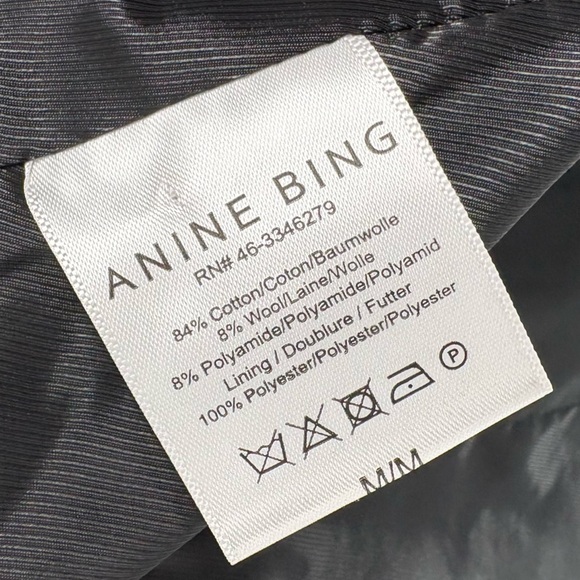 ANINE BING
RN# 46-3346279
84% Cotton/Coton/Baumwolle
8% Wool/Laine/Wolle
8% Polyamide/Polyamide/Polyamid
Lining / Doublure / Futter
100% Polyester/Polyester/Polyester
P
M/M